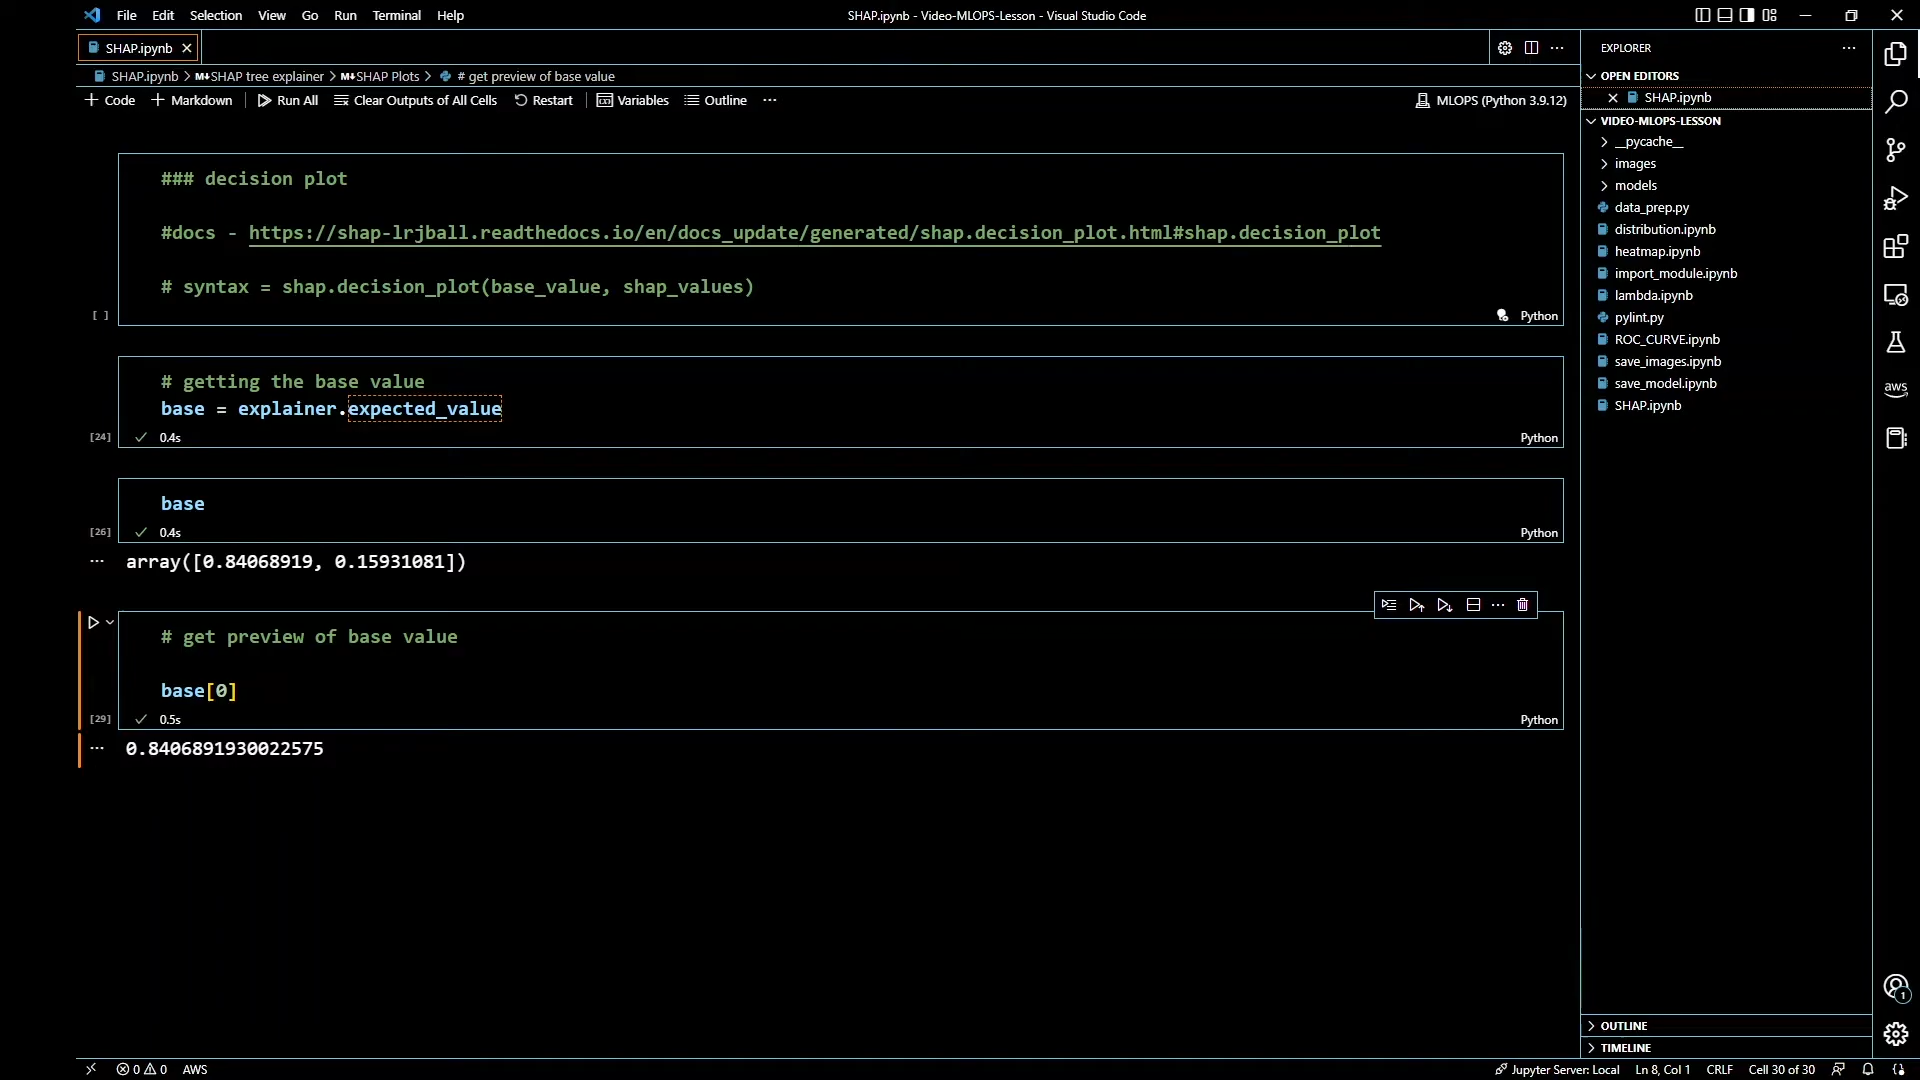 File Edit Selection View Go Run Terminal Help
SHAP.ipynb - Video-MLOPS-Lesson - Visual Studio Code
SHAP.ipynb
SHAP.ipynb > M↓SHAP tree explainer > M↓SHAP Plots > # get preview of base value
+ Code + Markdown Run All Clear Outputs of All Cells Restart Variables Outline ···
MLOPS (Python 3.9.12)
### decision plot
#docs - https://shap-lrjball.readthedocs.io/en/docs_update/generated/shap.decision_plot.html#shap.decision_plot
# syntax = shap.decision_plot(base_value, shap_values)
[ ]
Python
# getting the base value
base = explainer.expected_value
[24] 0.4s
Python
base
[26] 0.4s
Python
array([0.84068919, 0.15931081])
# get preview of base value
base[0]
[29] 0.5s
Python
0.8406891930022575
EXPLORER
OPEN EDITORS
SHAP.ipynb
VIDEO-MLOPS-LESSON
__pycache__
images
models
data_prep.py
distribution.ipynb
heatmap.ipynb
import_module.ipynb
lambda.ipynb
pylint.py
ROC_CURVE.ipynb
save_images.ipynb
save_model.ipynb
SHAP.ipynb
OUTLINE
TIMELINE
aws
1
0 0 AWS
Jupyter Server: Local Ln 8, Col 1 CRLF Cell 30 of 30